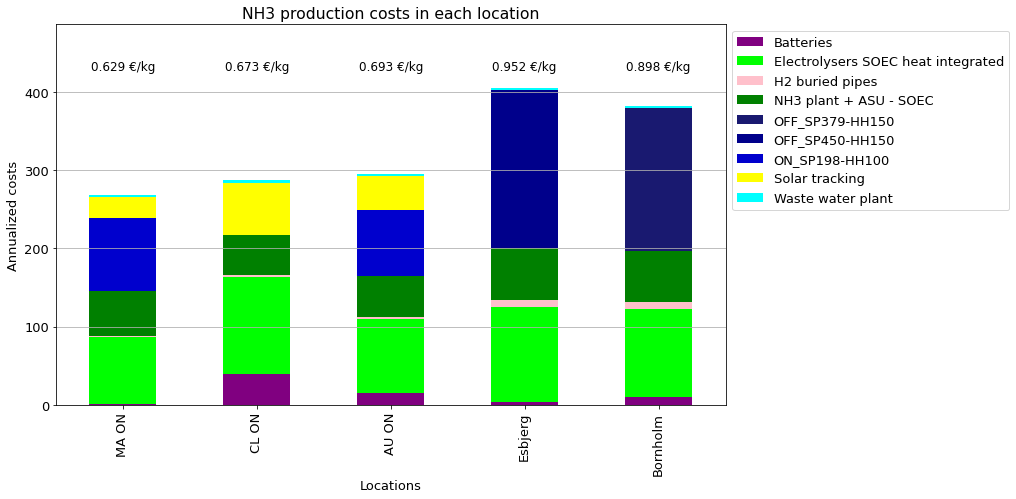 NH3 production costs in each location
0.629 €/kg
0.673 €/kg
0.693 €/kg
0.952 €/kg
0.898 €/kg
Batteries
Electrolysers SOEC heat integrated
H2 buried pipes
NH3 plant + ASU - SOEC
OFF_SP379-HH150
OFF_SP450-HH150
ON_SP198-HH100
Solar tracking
Waste water plant
Annualized costs
400
300
200
100
0
MA ON
CL ON
AU ON
Esbjerg
Bornholm
Locations